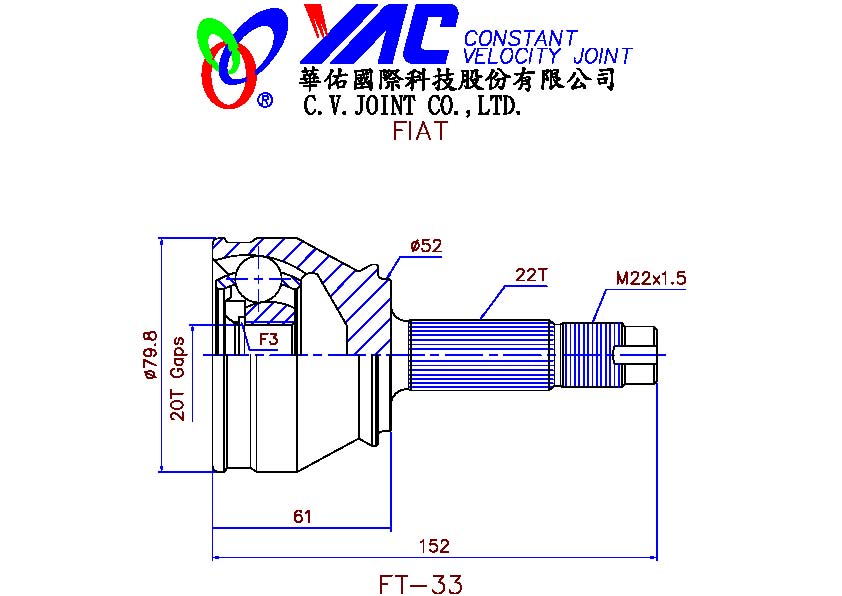 YAC CONSTANT
VELOCITY JOINT
®
華佑國際科技股份有限公司
C.V.JOINT CO.,LTD.
FIAT
ø52
22T
M22x1.5
F3
ø79.8
20T Gaps
61
152
FT-33